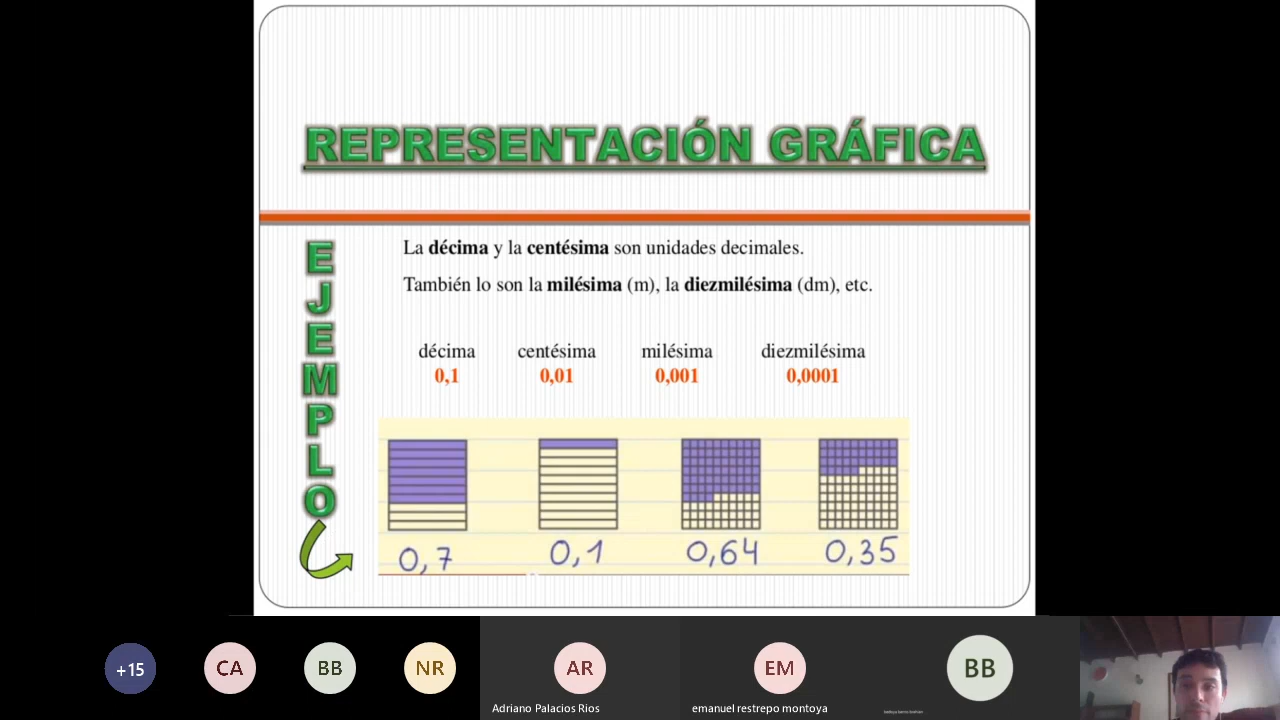 REPRESENTACIÓN GRÁFICA
EJEMPLO
La décima y la centésima son unidades decimales.
También lo son la milésima (m), la diezmilésima (dm), etc.
décima centésima milésima diezmilésima
0,1 0,01 0,001 0,0001
0,7 0,1 0,64 0,35
+15 CA BB NR AR EM BB
Adriano Palacios Rios emanuel restrepo montoya